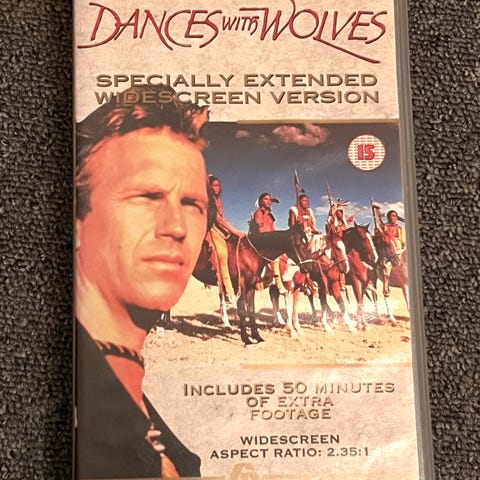 DANCES WITH WOLVES
SPECIALLY EXTENDED
WIDESCREEN VERSION
15
INCLUDES 50 MINUTES
OF EXTRA
FOOTAGE
WIDESCREEN
ASPECT RATIO: 2.35:1